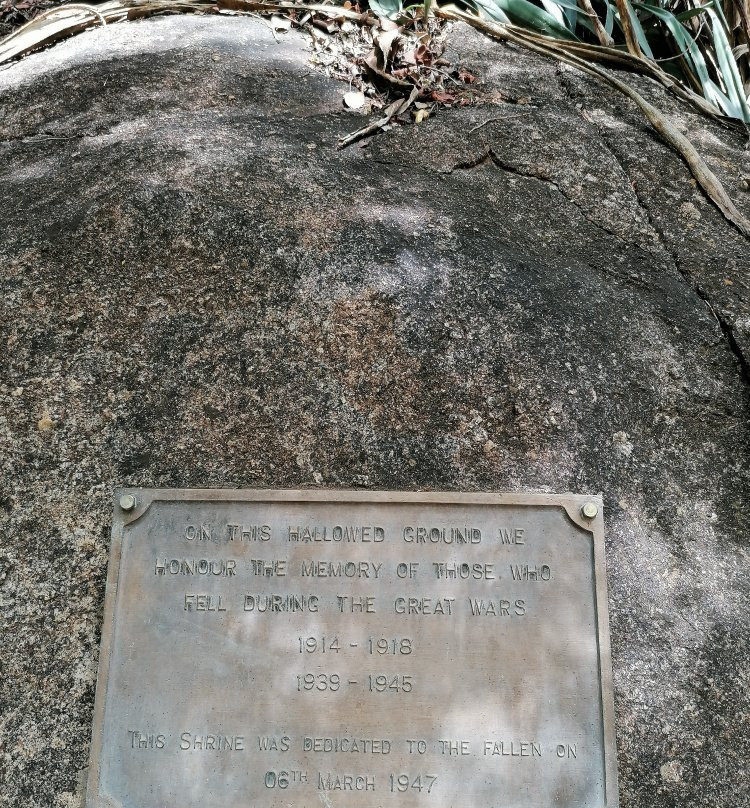 ON THIS HALLOWED GROUND WE
HONOUR THE MEMORY OF THOSE WHO
FELL DURING THE GREAT WARS
1914 - 1918
1939 - 1945
THIS SHRINE WAS DEDICATED TO THE FALLEN ON
06TH MARCH 1947